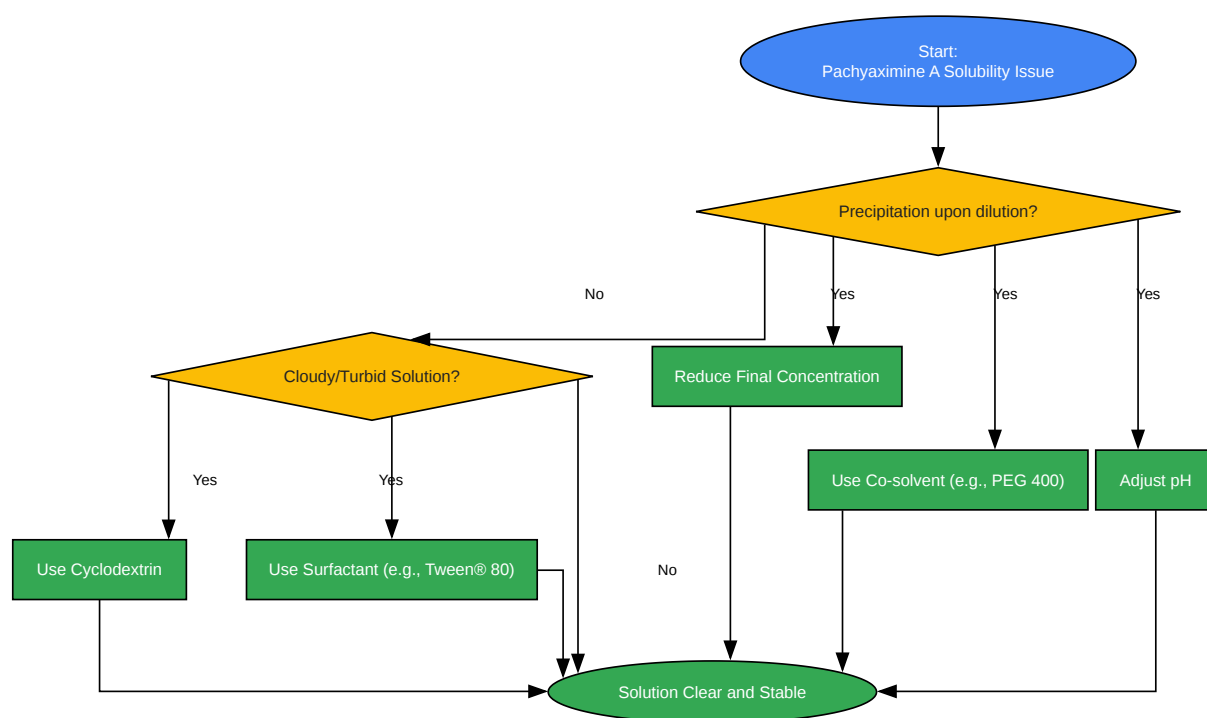 Start:
Pachyaximine A Solubility Issue
Precipitation upon dilution?
No
Yes
Yes
Yes
Cloudy/Turbid Solution?
Reduce Final Concentration
Yes
Yes
Use Co-solvent (e.g., PEG 400)
Adjust pH
Use Cyclodextrin
Use Surfactant (e.g., Tween® 80)
No
Solution Clear and Stable